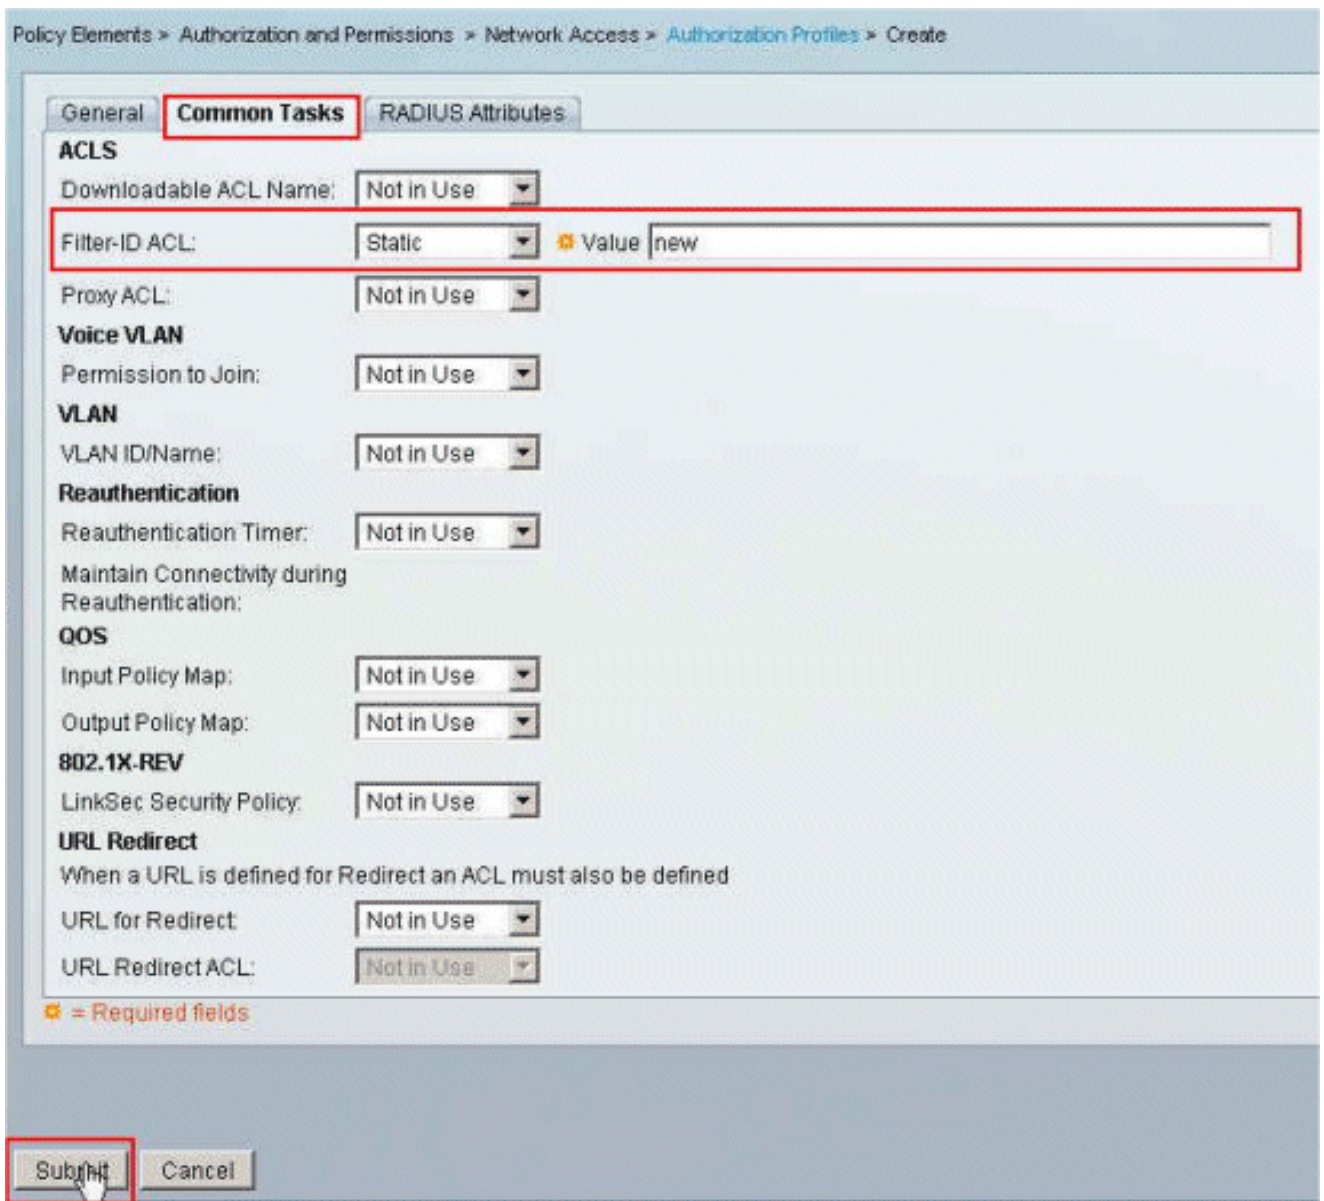 Policy Elements > Authorization and Permissions > Network Access > Authorization Profiles > Create
General Common Tasks RADIUS Attributes
ACLS
Downloadable ACL Name: Not in Use
Filter-ID ACL: Static Value new
Proxy ACL: Not in Use
Voice VLAN
Permission to Join: Not in Use
VLAN
VLAN ID/Name: Not in Use
Reauthentication
Reauthentication Timer: Not in Use
Maintain Connectivity during
Reauthentication:
QOS
Input Policy Map: Not in Use
Output Policy Map: Not in Use
802.1X-REV
LinkSec Security Policy: Not in Use
URL Redirect
When a URL is defined for Redirect an ACL must also be defined
URL for Redirect: Not in Use
URL Redirect ACL: Not in Use
= Required fields
Submit Cancel